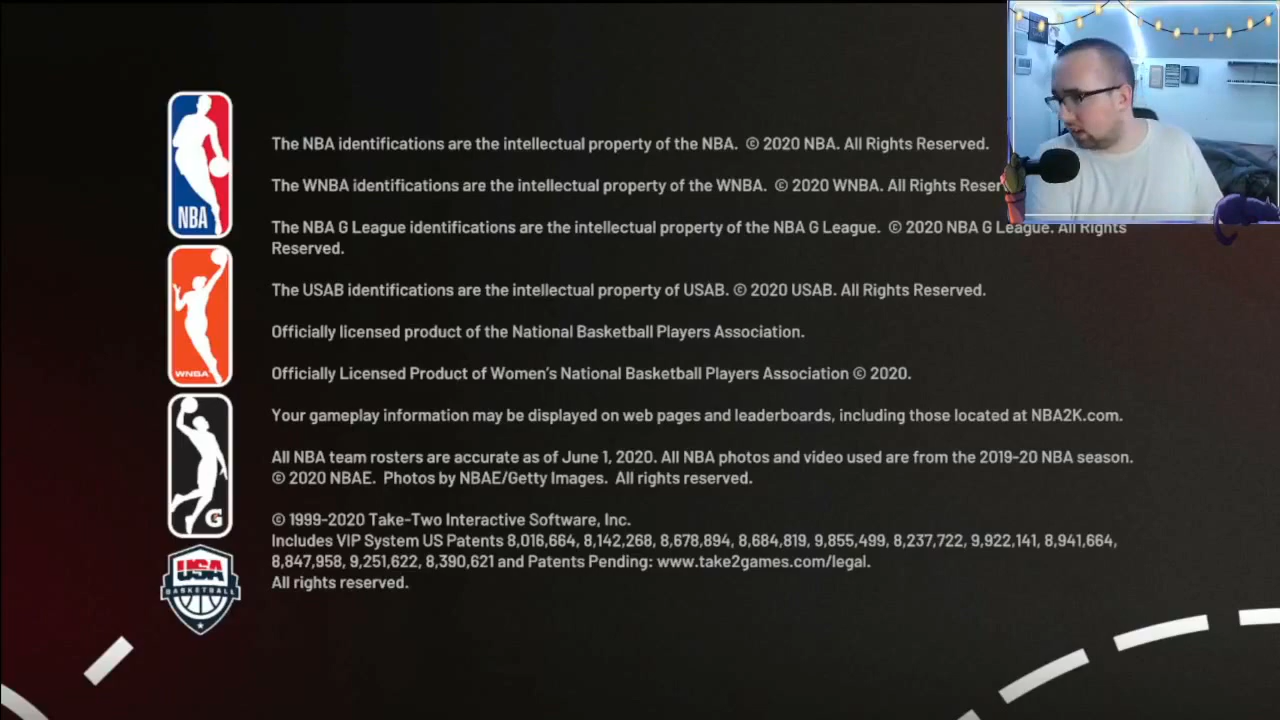 NBA
WNBA
G
USA
BASKETBALL
The NBA identifications are the intellectual property of the NBA. © 2020 NBA. All Rights Reserved.
The WNBA identifications are the intellectual property of the WNBA. © 2020 WNBA. All Rights
The NBA G League identifications are the intellectual property of the NBA G League. © 2020 NBA G League. All Rights
Reserved.
The USAB identifications are the intellectual property of USAB. © 2020 USAB. All Rights Reserved.
Officially licensed product of the National Basketball Players Association.
Officially Licensed Product of Women's National Basketball Players Association © 2020.
Your gameplay information may be displayed on web pages and leaderboards, including those located at NBA2K.com.
All NBA team rosters are accurate as of June 1, 2020. All NBA photos and video used are from the 2019-20 NBA season.
© 2020 NBAE. Photos by NBAE/Getty Images. All rights reserved.
© 1999-2020 Take-Two Interactive Software, Inc.
Includes VIP System US Patents 8,016,664, 8,142,268, 8,678,894, 8,684,819, 9,855,499, 8,237,722, 9,922,141, 8,941,664,
8,847,958, 9,251,622, 8,390,621 and Patents Pending: www.take2games.com/legal.
All rights reserved.